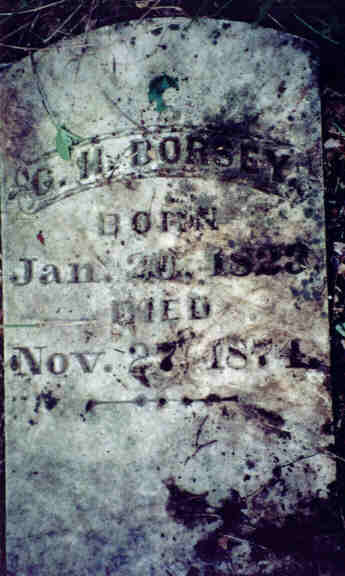 G. H. DORSEY
BORN
Jan. 20, 1823
DIED
Nov. 27, 1874.